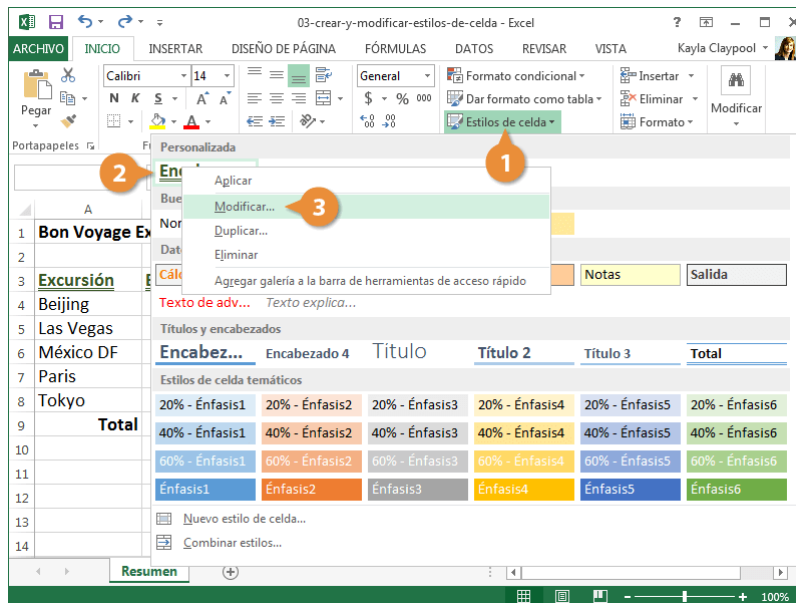 03-crear-y-modificar-estilos-de-celda - Excel ?
ARCHIVO INICIO INSERTAR DISEÑO DE PÁGINA FÓRMULAS DATOS REVISAR VISTA Kayla Claypool
Pegar Calibri 14 General Formato condicional Insertar
N K S A A $ % 000 Dar formato como tabla Eliminar Modificar
A Estilos de celda Formato
Portapapeles
1
Personalizada
2
Aplicar
Modificar... 3
Duplicar...
Eliminar
Agregar galería a la barra de herramientas de acceso rápido
A
1 Bon Voyage
2
3 Excursión Notas Salida
4 Beijing Texto de adv... Texto explica...
5 Las Vegas Títulos y encabezados
6 México DF Encabez... Encabezado 4 Título Título 2 Título 3 Total
7 Paris Estilos de celda temáticos
8 Tokyo 20% - Énfasis1 20% - Énfasis2 20% - Énfasis3 20% - Énfasis4 20% - Énfasis5 20% - Énfasis6
9 Total 40% - Énfasis1 40% - Énfasis2 40% - Énfasis3 40% - Énfasis4 40% - Énfasis5 40% - Énfasis6
10 60% - Énfasis1 60% - Énfasis2 60% - Énfasis3 60% - Énfasis4 60% - Énfasis5 60% - Énfasis6
11
12 Énfasis1 Énfasis2 Énfasis3 Énfasis4 Énfasis5 Énfasis6
13 Nuevo estilo de celda...
14 Combinar estilos...
Resumen
100%